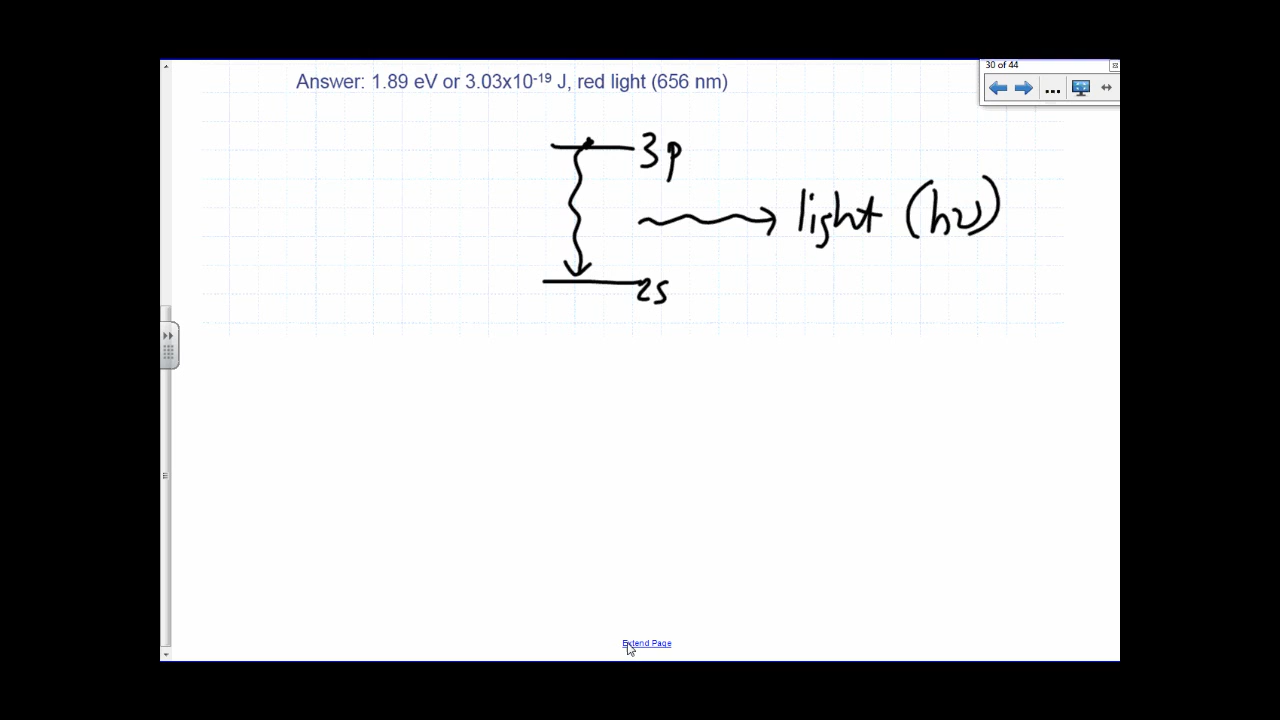 30 of 44
Answer: 1.89 eV or 3.03x10⁻¹⁹ J, red light (656 nm)
...
3p
light (hν)
2s
Extend Page